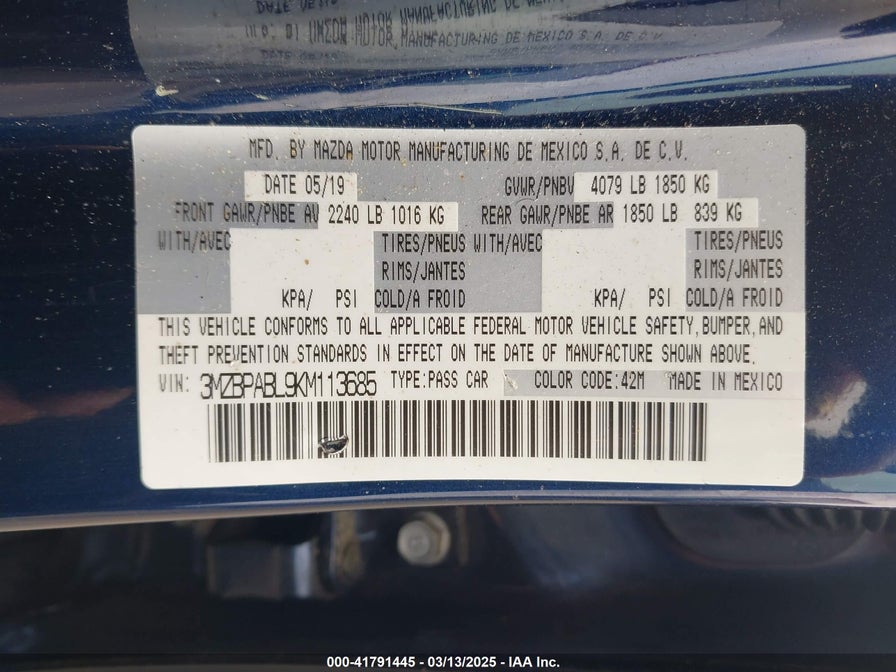 MFD. BY MAZDA MOTOR MANUFACTURING DE MEXICO S.A. DE C.V.
DATE 05/19 GVWR/PNBV 4079 LB 1850 KG
FRONT GAWR/PNBE AV 2240 LB 1016 KG REAR GAWR/PNBE AR 1850 LB 839 KG
WITH/AVEC TIRES/PNEUS WITH/AVEC TIRES/PNEUS
RIMS/JANTES RIMS/JANTES
KPA/ PSI COLD/A FROID KPA/ PSI COLD/A FROID
THIS VEHICLE CONFORMS TO ALL APPLICABLE FEDERAL MOTOR VEHICLE SAFETY, BUMPER, AND
THEFT PREVENTION STANDARDS IN EFFECT ON THE DATE OF MANUFACTURE SHOWN ABOVE.
VIN: 3MZBPABL9KM113685 TYPE:PASS CAR COLOR CODE:42M MADE IN MEXICO
000-41791445 - 03/13/2025 - IAA Inc.